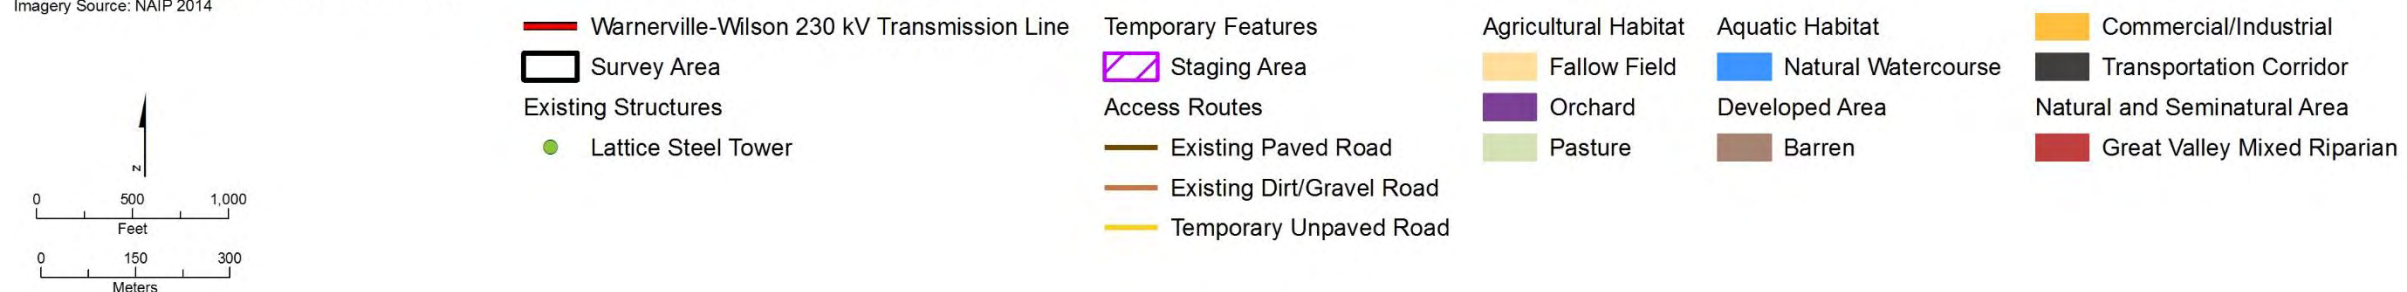 Imagery Source: NAIP 2014
N
0 500 1,000
Feet
0 150 300
Meters
Warnerville-Wilson 230 kV Transmission Line
Survey Area
Existing Structures
Lattice Steel Tower
Temporary Features
Staging Area
Access Routes
Existing Paved Road
Existing Dirt/Gravel Road
Temporary Unpaved Road
Agricultural Habitat
Fallow Field
Orchard
Pasture
Aquatic Habitat
Natural Watercourse
Developed Area
Barren
Commercial/Industrial
Transportation Corridor
Natural and Seminatural Area
Great Valley Mixed Riparian